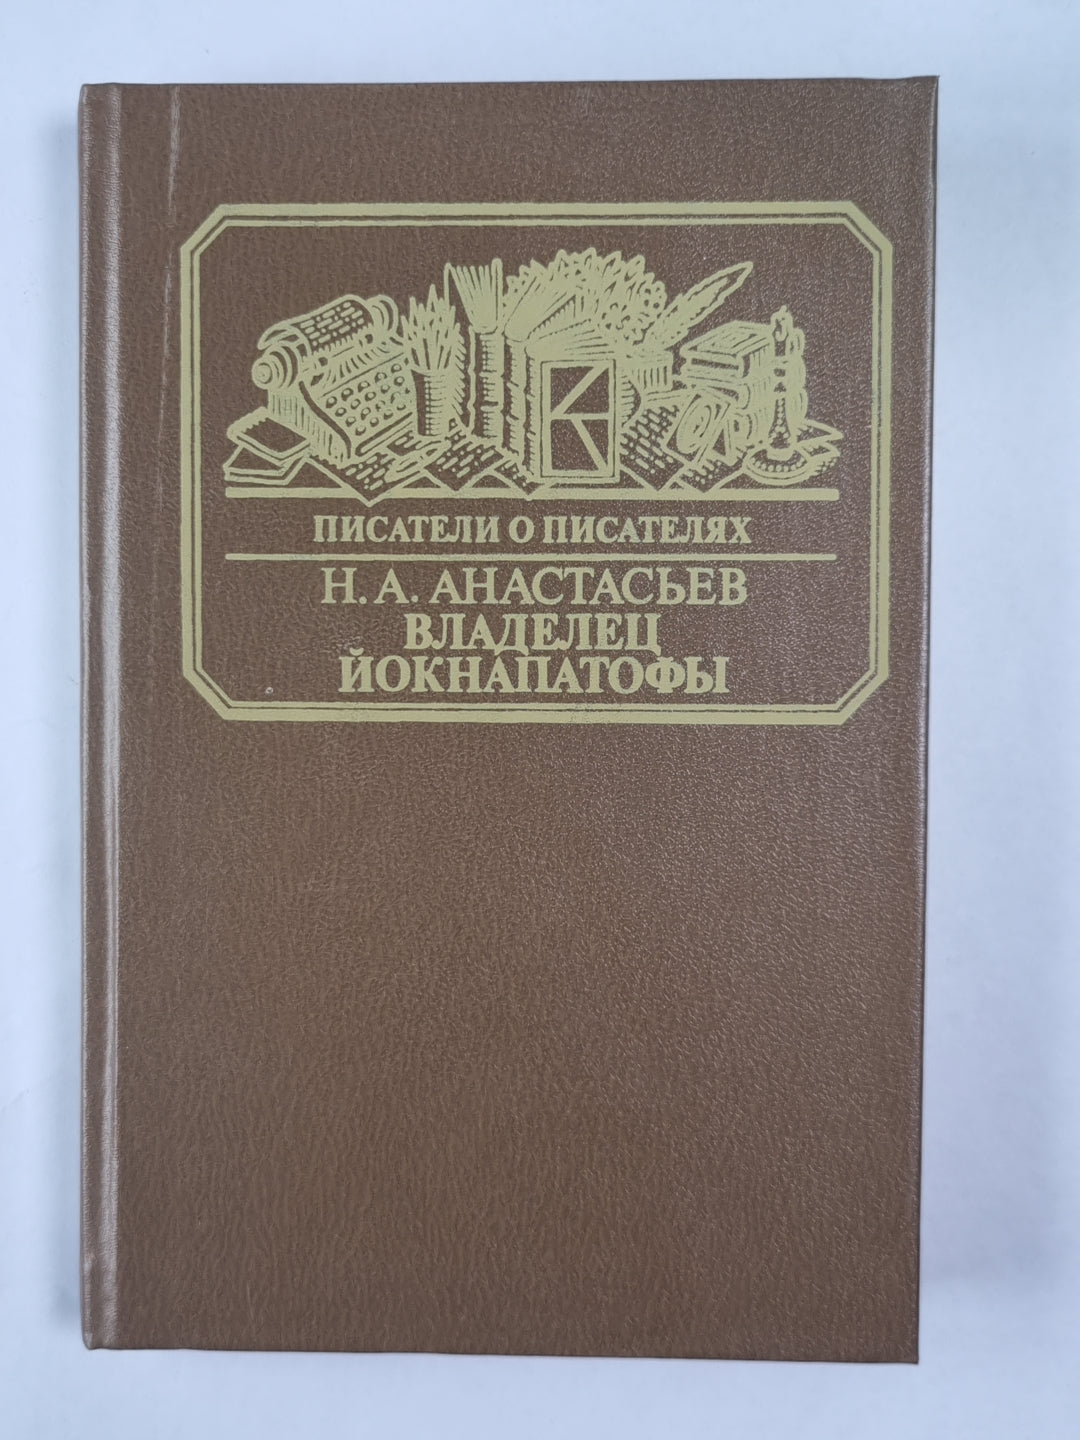 ПИСАТЕЛИ О ПИСАТЕЛЯХ
Н. А. АНАСТАСЬЕВ
ВЛАДЕЛЕЦ
ЙОКНАПАТОФЫ